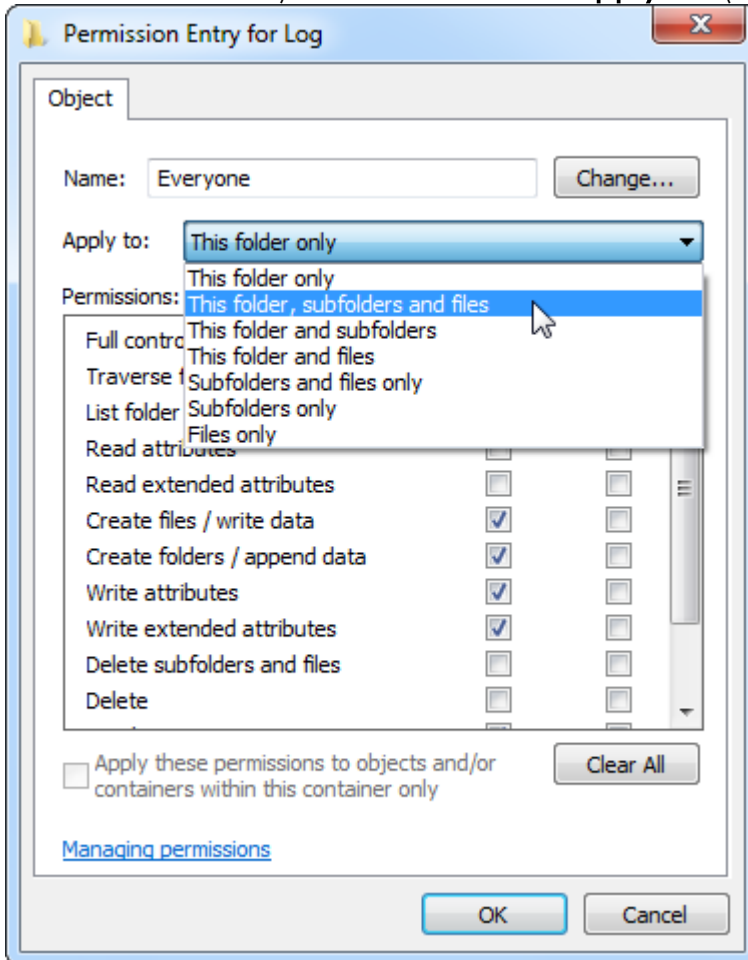 Permission Entry for Log
Object
Name: Everyone Change...
Apply to: This folder only
This folder only
Permissions: This folder, subfolders and files
Full contro This folder and subfolders
This folder and files
Traverse f Subfolders and files only
List folder Subfolders only
Files only
Read attributes
Read extended attributes
Create files / write data
Create folders / append data
Write attributes
Write extended attributes
Delete subfolders and files
Delete
Apply these permissions to objects and/or
containers within this container only
Clear All
Managing permissions
OK Cancel